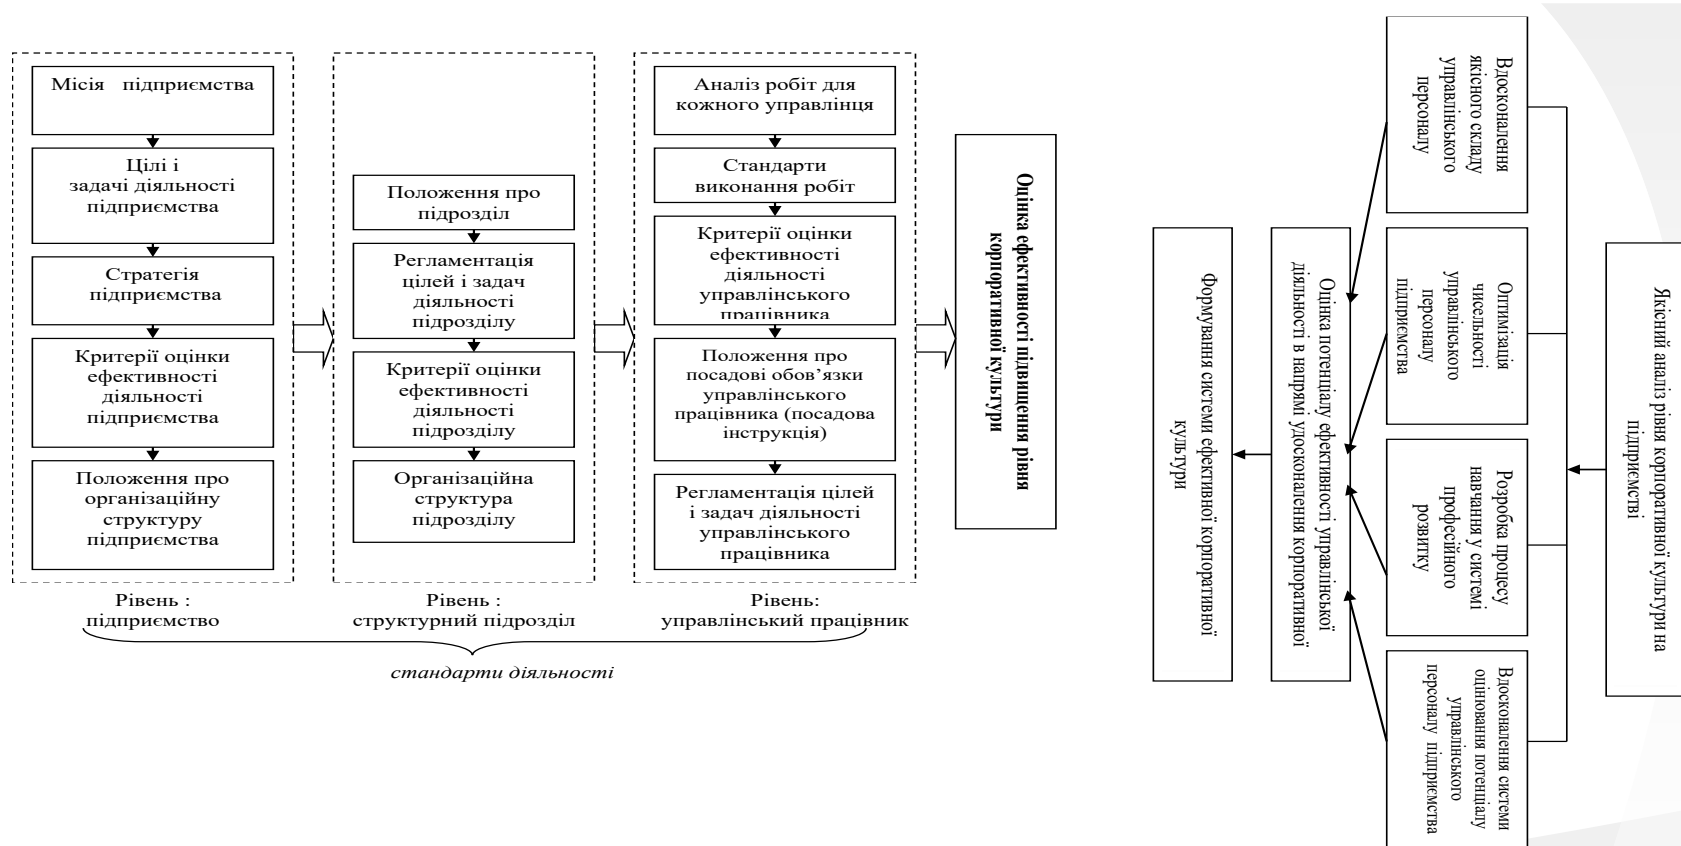 Місія підприємства
Цілі і
задачі діяльності
підприємства
Стратегія
підприємства
Критерії оцінки
ефективності
діяльності
підприємства
Положення про
організаційну
структуру
підприємства
Рівень :
підприємство
Положення про
підрозділ
Регламентація
цілей і задач
діяльності
підрозділу
Критерії оцінки
ефективності
діяльності
підрозділу
Організаційна
структура
підрозділу
Рівень :
структурний підрозділ
Аналіз робіт для
кожного управлінця
Стандарти
виконання робіт
Критерії оцінки
ефективності
діяльності
управлінського
працівника
Положення про
посадові обов’язки
управлінського
працівника (посадова
інструкція)
Регламентація цілей
і задач діяльності
управлінського
працівника
Рівень:
управлінський працівник
стандарти діяльності
Оцінка ефективності підвищення рівня
корпоративної культури
Якісний аналіз рівня корпоративної культури на
підприємстві
Вдосконалення
якісного складу
управлінського
персоналу
Оптимізація
чисельності
управлінського
персоналу
підприємства
Розробка процесу
навчання у системі
професійного
розвитку
Вдосконалення системи
оцінювання потенціалу
управлінського
персоналу підприємства
Оцінка потенціалу ефективності управлінської
діяльності в напрямі удосконалення корпоративної
Формування системи ефективної корпоративної
культури